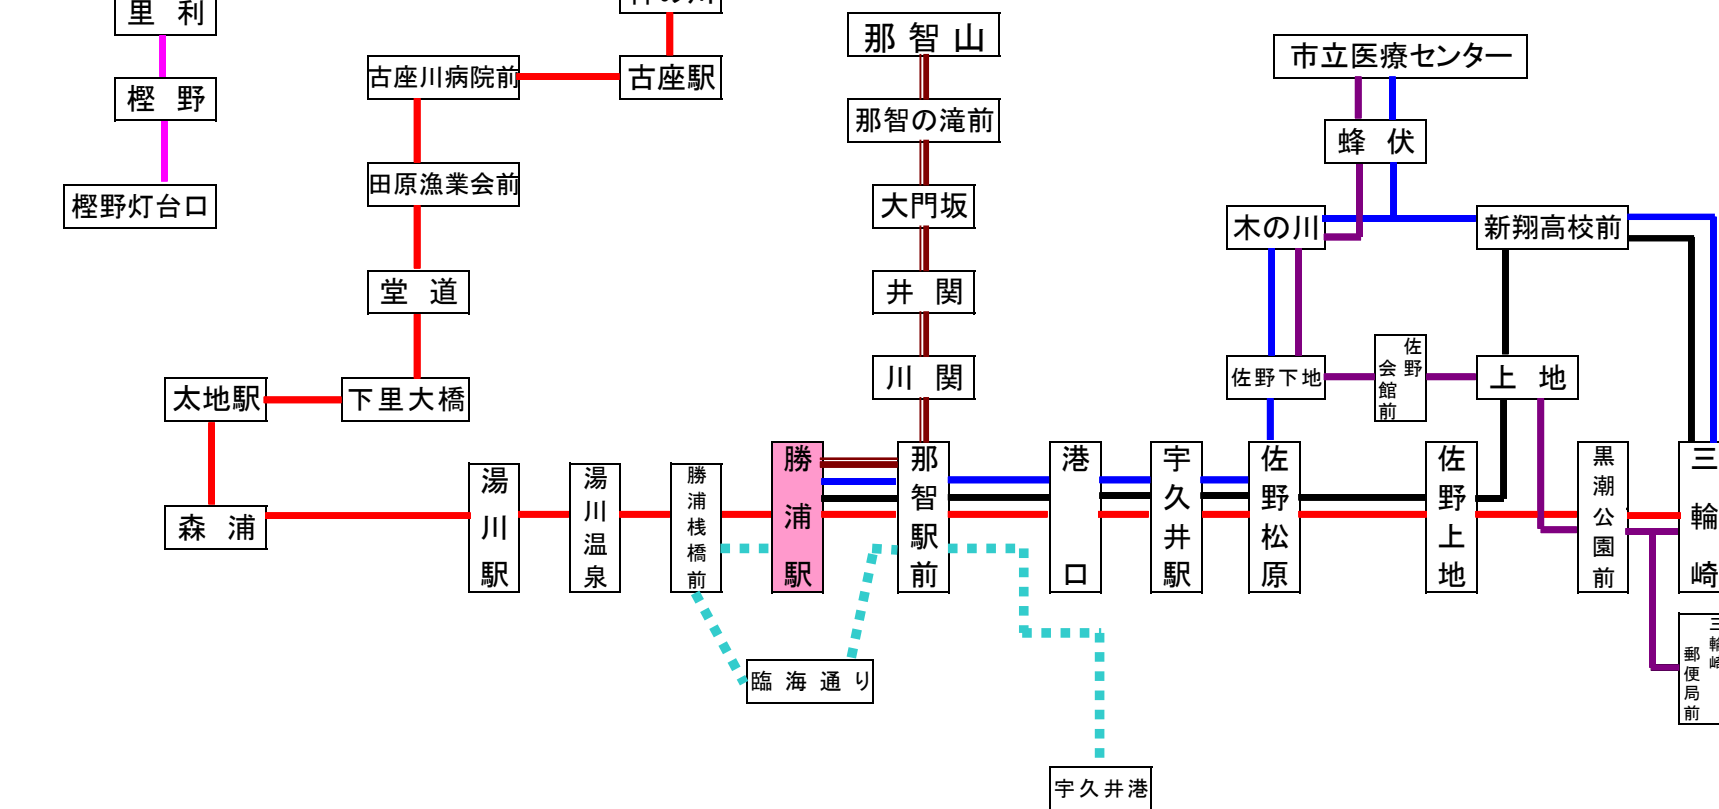 里利
那智山
市立医療センター
古座川病院前
古座駅
樫野
那智の滝前
蜂伏
田原漁業会前
樫野灯台口
大門坂
木の川
新翔高校前
堂道
井関
佐野会館前
太地駅
下里大橋
川関
佐野下地
上地
湯川駅
湯川温泉
勝浦桟橋前
勝浦駅
那智駅前
港口
宇久井駅
佐野松原
佐野上地
黒潮公園前
三輪崎
森浦
三輪崎郵便局前
臨海通り
宇久井港